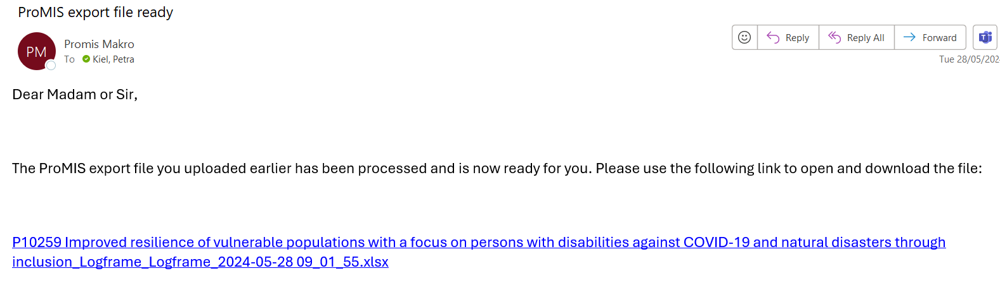 ProMIS export file ready
PM
Promis Makro
To Kiel, Petra
Reply
Reply All
Forward
Tue 28/05/202
Dear Madam or Sir,
The ProMIS export file you uploaded earlier has been processed and is now ready for you. Please use the following link to open and download the file:
P10259 Improved resilience of vulnerable populations with a focus on persons with disabilities against COVID-19 and natural disasters through
inclusion_Logframe_Logframe_2024-05-28 09_01_55.xlsx